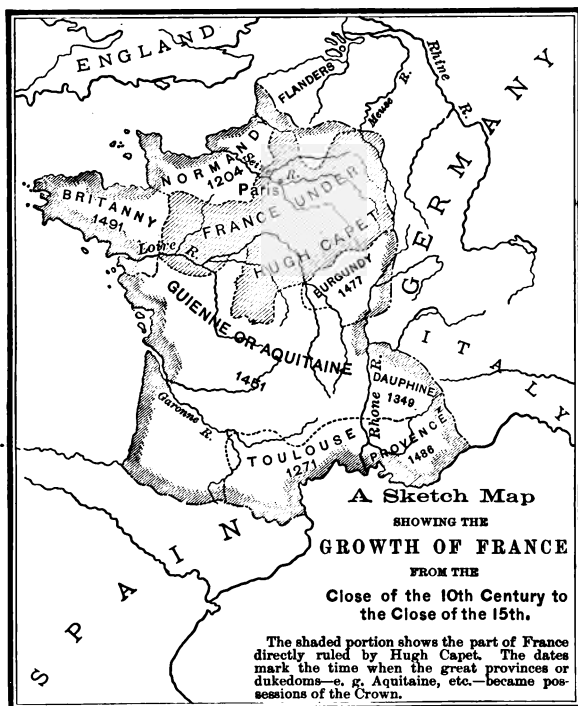 ENGLAND
FLANDERS
Rhine R.
Meuse R.
GERMANY
NORMAND
1204
Seine R.
Paris
BRITANNY
1491
FRANCE UNDER
HUGH CAPET
Loire R.
BURGUNDY
1477
GUIENNE OR AQUITAINE
1451
ITALY
Garonne R.
Rhone R.
DAUPHINE
1349
TOULOUSE
1271
PROVENCE
1486
SPAIN
A Sketch Map
SHOWING THE
GROWTH OF FRANCE
FROM THE
Close of the 10th Century to
the Close of the 15th.
The shaded portion shows the part of France
directly ruled by Hugh Capet. The dates
mark the time when the great provinces or
dukedoms—e. g. Aquitaine, etc.—became pos-
sessions of the Crown.